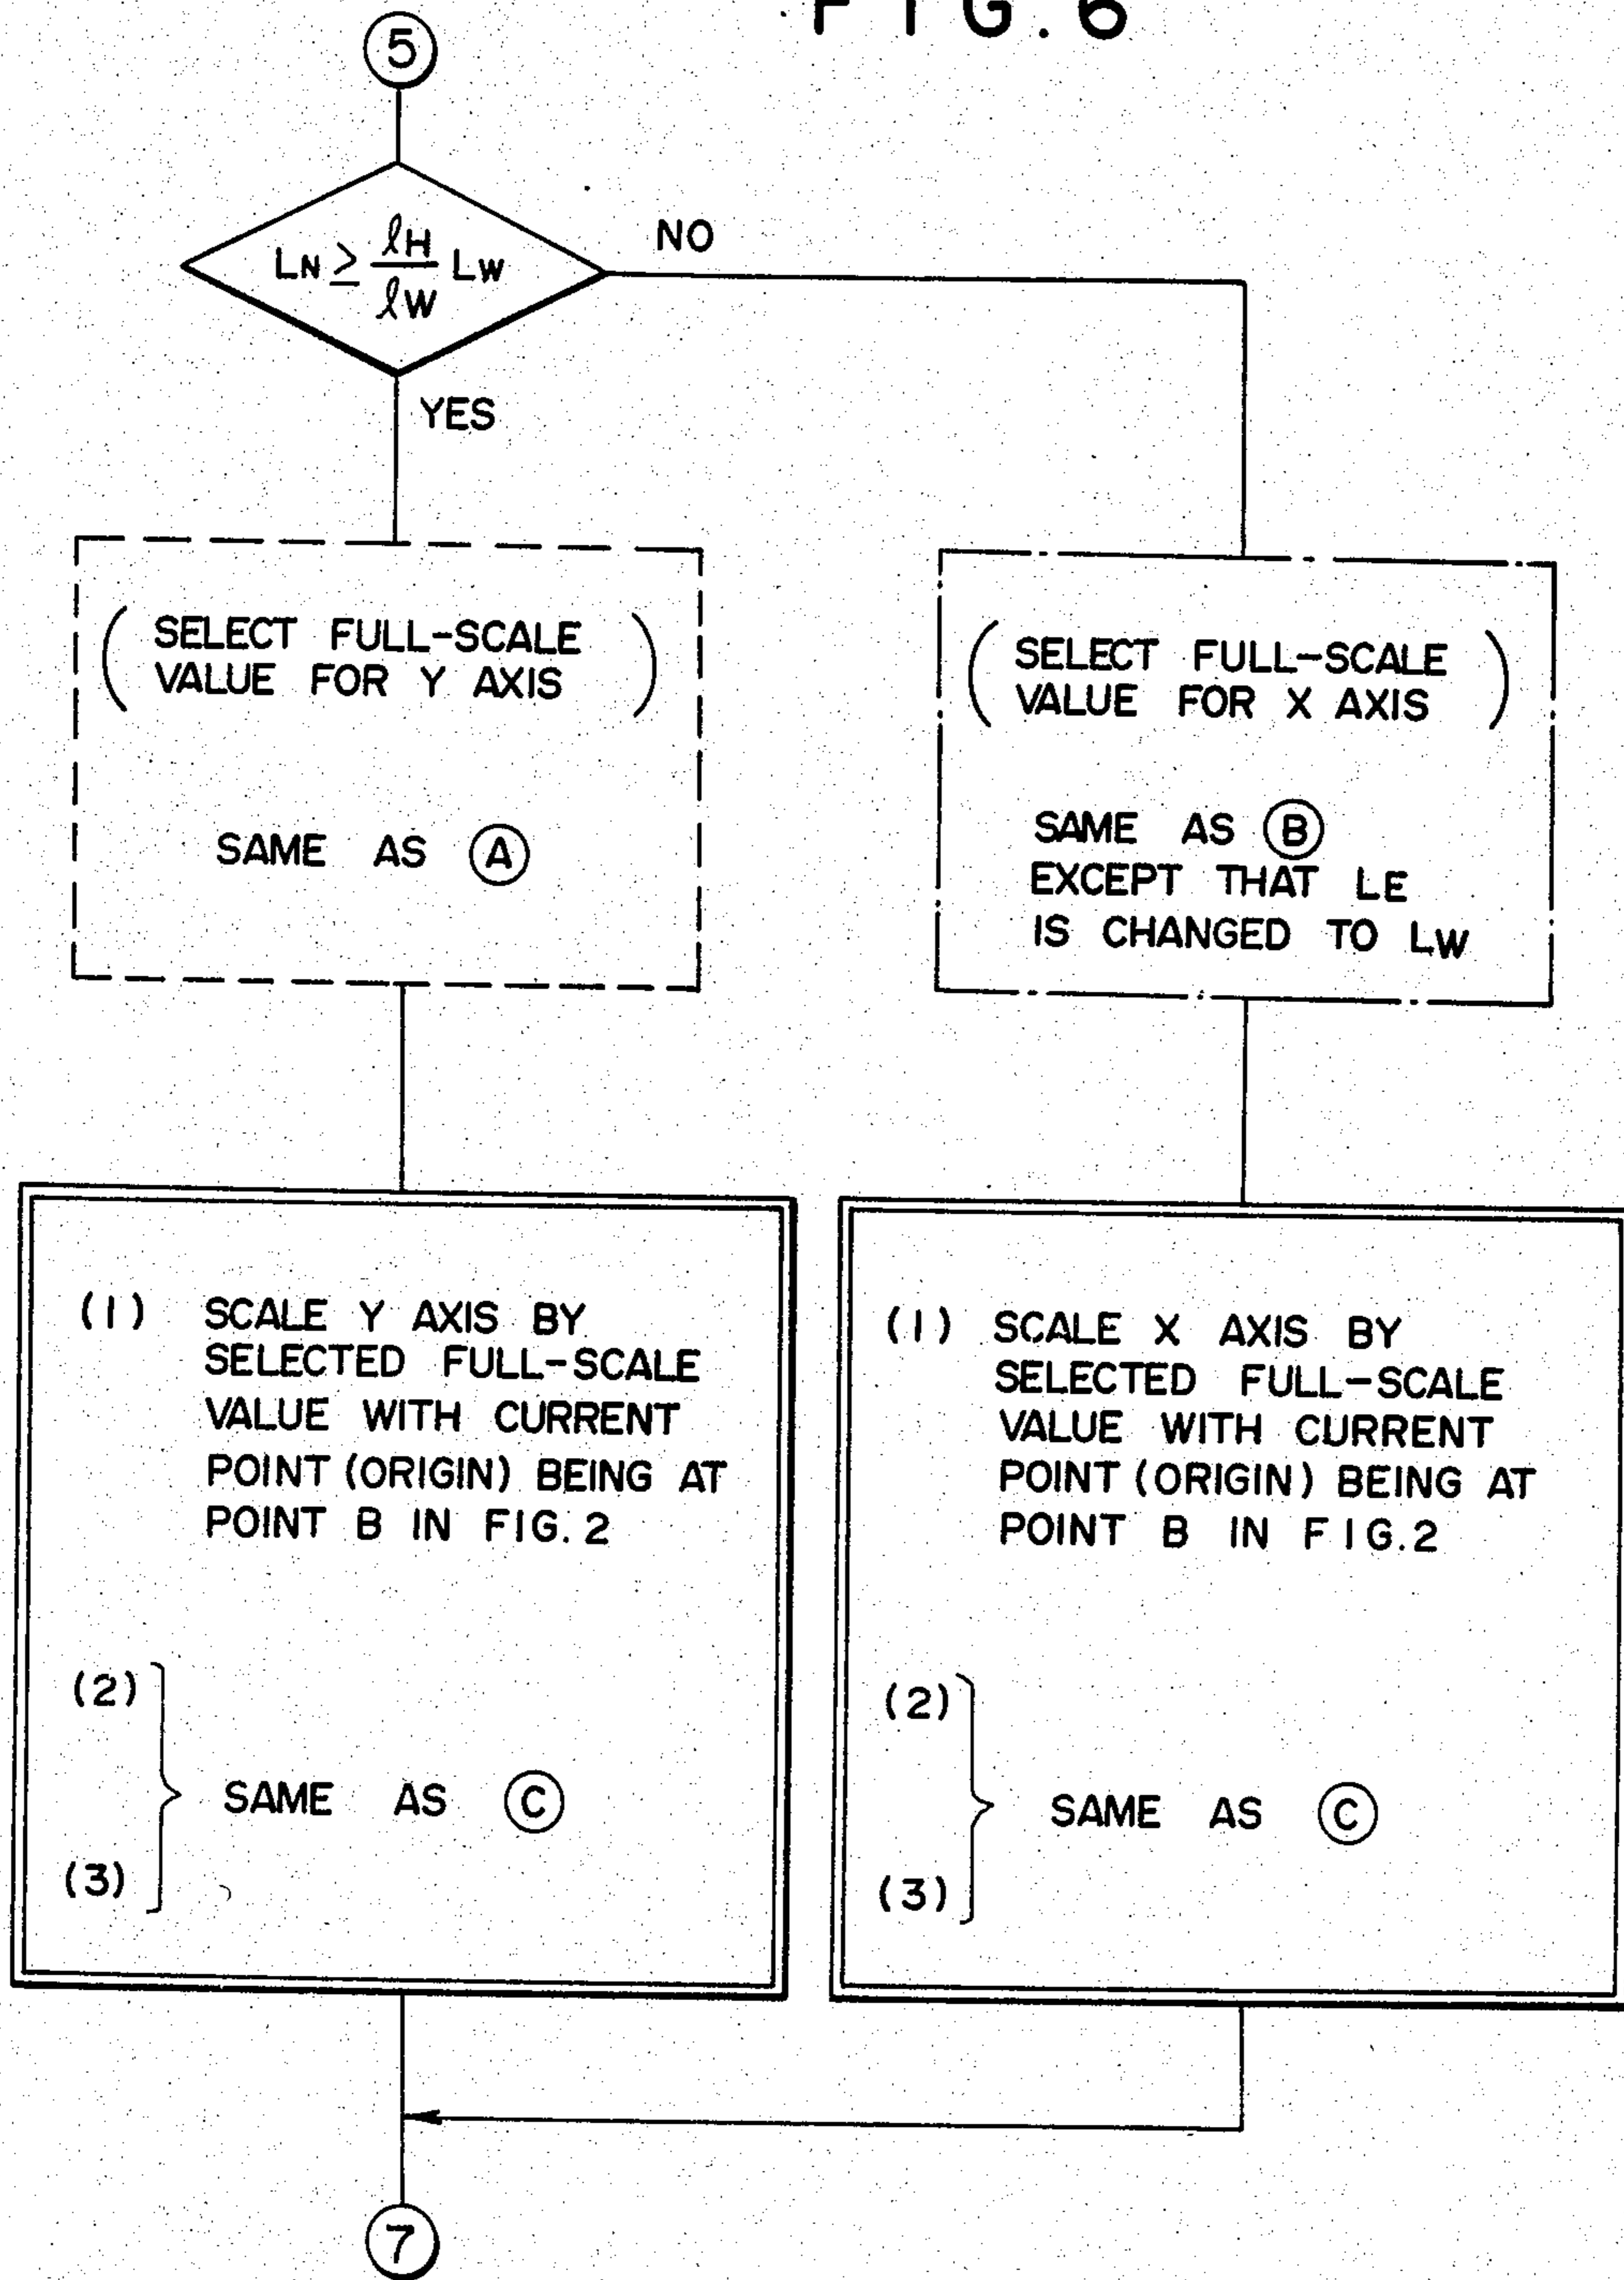 FIG. 6
5
LN ≥ ℓH/ℓW LW
NO
YES
( SELECT FULL-SCALE
VALUE FOR Y AXIS )
SAME AS A
( SELECT FULL-SCALE
VALUE FOR X AXIS )
SAME AS B
EXCEPT THAT LE
IS CHANGED TO LW
(1) SCALE Y AXIS BY
SELECTED FULL-SCALE
VALUE WITH CURRENT
POINT (ORIGIN) BEING AT
POINT B IN FIG. 2
(2)
SAME AS C
(3)
(1) SCALE X AXIS BY
SELECTED FULL-SCALE
VALUE WITH CURRENT
POINT (ORIGIN) BEING AT
POINT B IN FIG. 2
(2)
SAME AS C
(3)
7